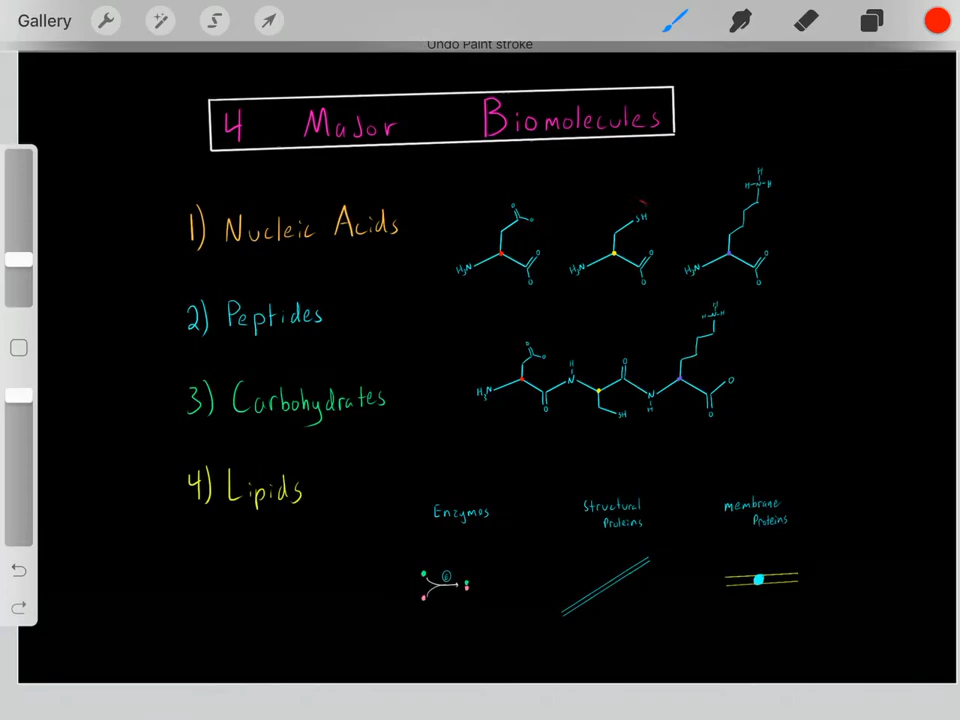 Gallery
Undo Paint stroke
4 Major Biomolecules
1) Nucleic Acids
2) Peptides
3) Carbohydrates
4) Lipids
H₃N
O
O
O
O
H₃N
SH
O
O
H₃N
H
H-N-H
O
O
H₃N
O
O
O
H
N
SH
O
N
H
H
H-N-H
O
O
Enzymes
Structural
Proteins
membrane
Proteins
E